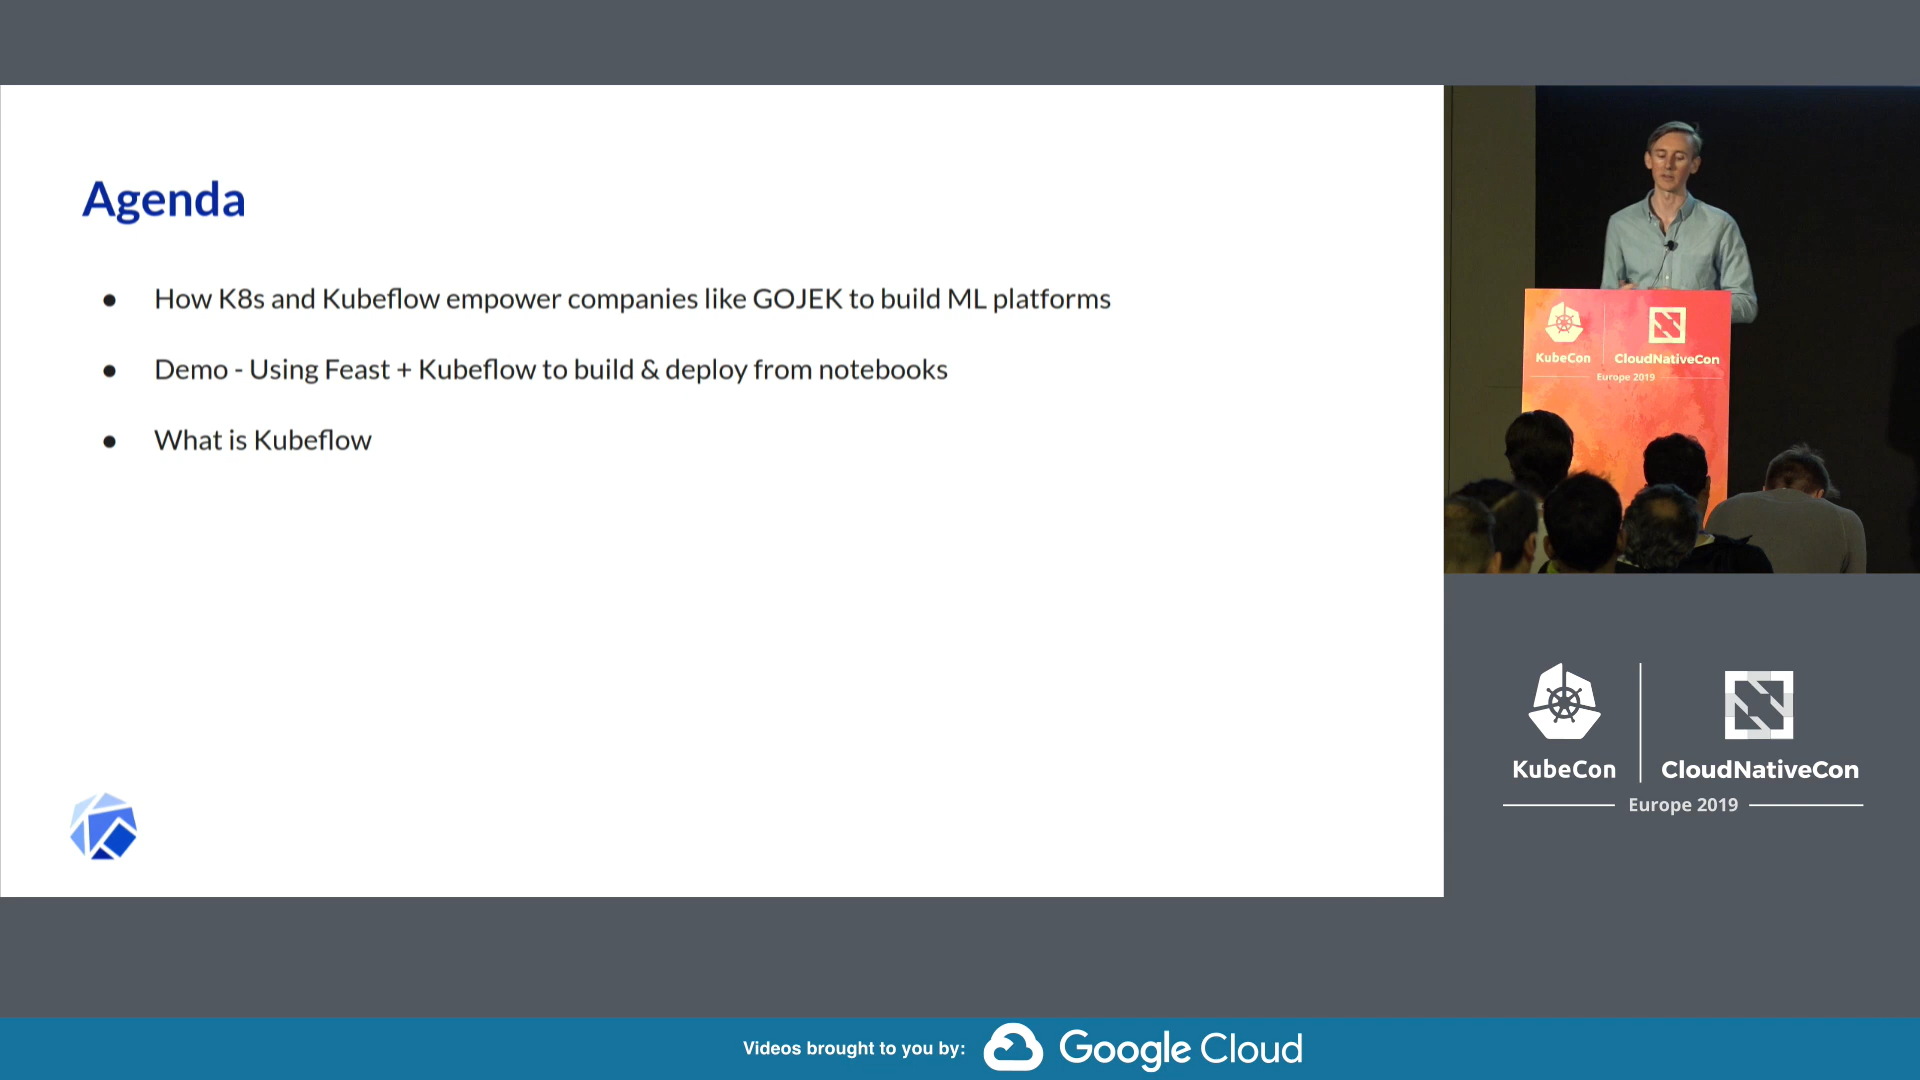 Agenda
● How K8s and Kubeflow empower companies like GOJEK to build ML platforms
● Demo - Using Feast + Kubeflow to build & deploy from notebooks
● What is Kubeflow
KubeCon
CloudNativeCon
Europe 2019
KubeCon
CloudNativeCon
Europe 2019
Videos brought to you by:
Google Cloud